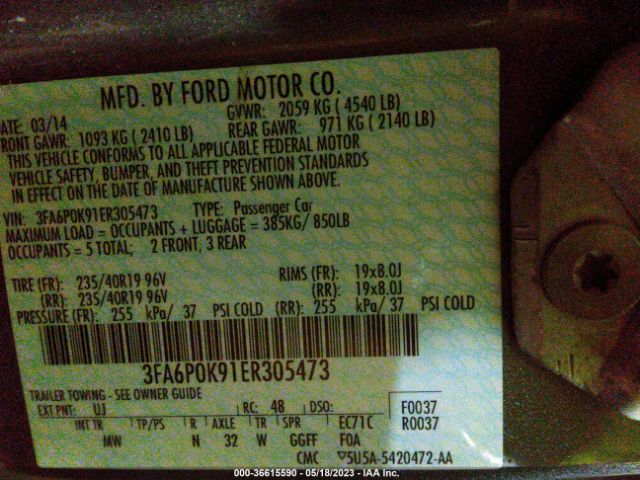 MFD. BY FORD MOTOR CO.
DATE: 03/14 GVWR: 2059 KG ( 4540 LB)
FRONT GAWR: 1093 KG ( 2410 LB) REAR GAWR: 971 KG ( 2140 LB)
THIS VEHICLE CONFORMS TO ALL APPLICABLE FEDERAL MOTOR
VEHICLE SAFETY, BUMPER, AND THEFT PREVENTION STANDARDS
IN EFFECT ON THE DATE OF MANUFACTURE SHOWN ABOVE.
VIN: 3FA6P0K91ER305473 TYPE: Passenger Car
MAXIMUM LOAD = OCCUPANTS + LUGGAGE = 385KG/ 850LB
OCCUPANTS = 5 TOTAL; 2 FRONT, 3 REAR
TIRE (FR): 235/40R19 96V RIMS (FR): 19x8.0J
(RR): 235/40R19 96V (RR): 19x8.0J
PRESSURE (FR): 255 kPa/ 37 PSI COLD (RR): 255 kPa/ 37 PSI COLD
3FA6P0K91ER305473
TRAILER TOWING - SEE OWNER GUIDE
EXT PNT: UJ RC: 48 DSO: F0037
INT TR TP/PS R AXLE TR SPR EC71C R0037
MW N 32 W GGFF F0A
CMC ▽5U5A-5420472-AA
000-36615590 - 05/18/2023 - IAA Inc.